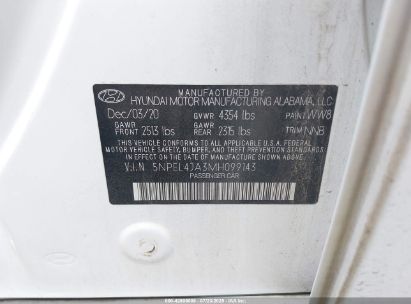 MANUFACTURED BY
HYUNDAI MOTOR MANUFACTURING ALABAMA, LLC
Dec/03/20 GVWR 4354 lbs PAINT WW8
GAWR FRONT 2513 lbs GAWR REAR 2315 lbs TRIM NNB
THIS VEHICLE CONFORMS TO ALL APPLICABLE FEDERAL
MOTOR VEHICLE SAFETY, BUMPER, AND THEFT PREVENTION
STANDARDS IN EFFECT ON THE DATE OF MANUFACTURE
SHOWN ABOVE.
V.I.N 5NPEL4JA3MH099143
PASSENGER CAR